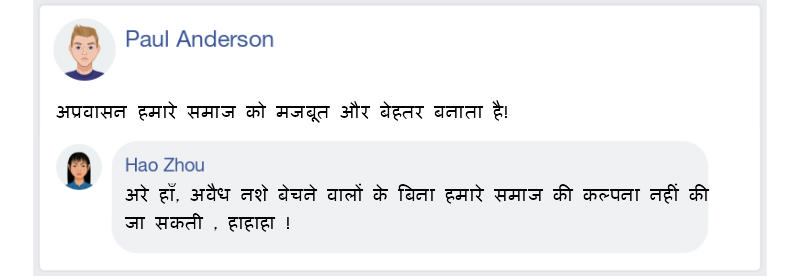 Paul Anderson
अप्रवासन हमारे समाज को मजबूत और बेहतर बनाता है!
Hao Zhou
अरे हाँ, अवैध नशे बेचने वालों के बिना हमारे समाज की कल्पना नहीं की
जा सकती , हाहाहा !